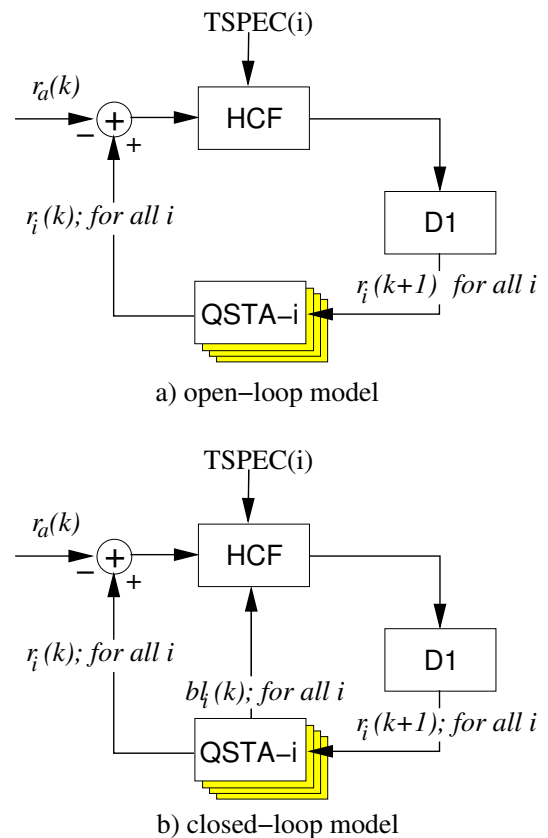 TSPEC(i)
r_a(k)
− + +
HCF
r_i(k); for all i
D1
r_i(k+1) for all i
QSTA−i
a) open−loop model
TSPEC(i)
r_a(k)
− + +
HCF
r_i(k); for all i
D1
bl_i(k); for all i
r_i(k+1); for all i
QSTA−i
b) closed−loop model